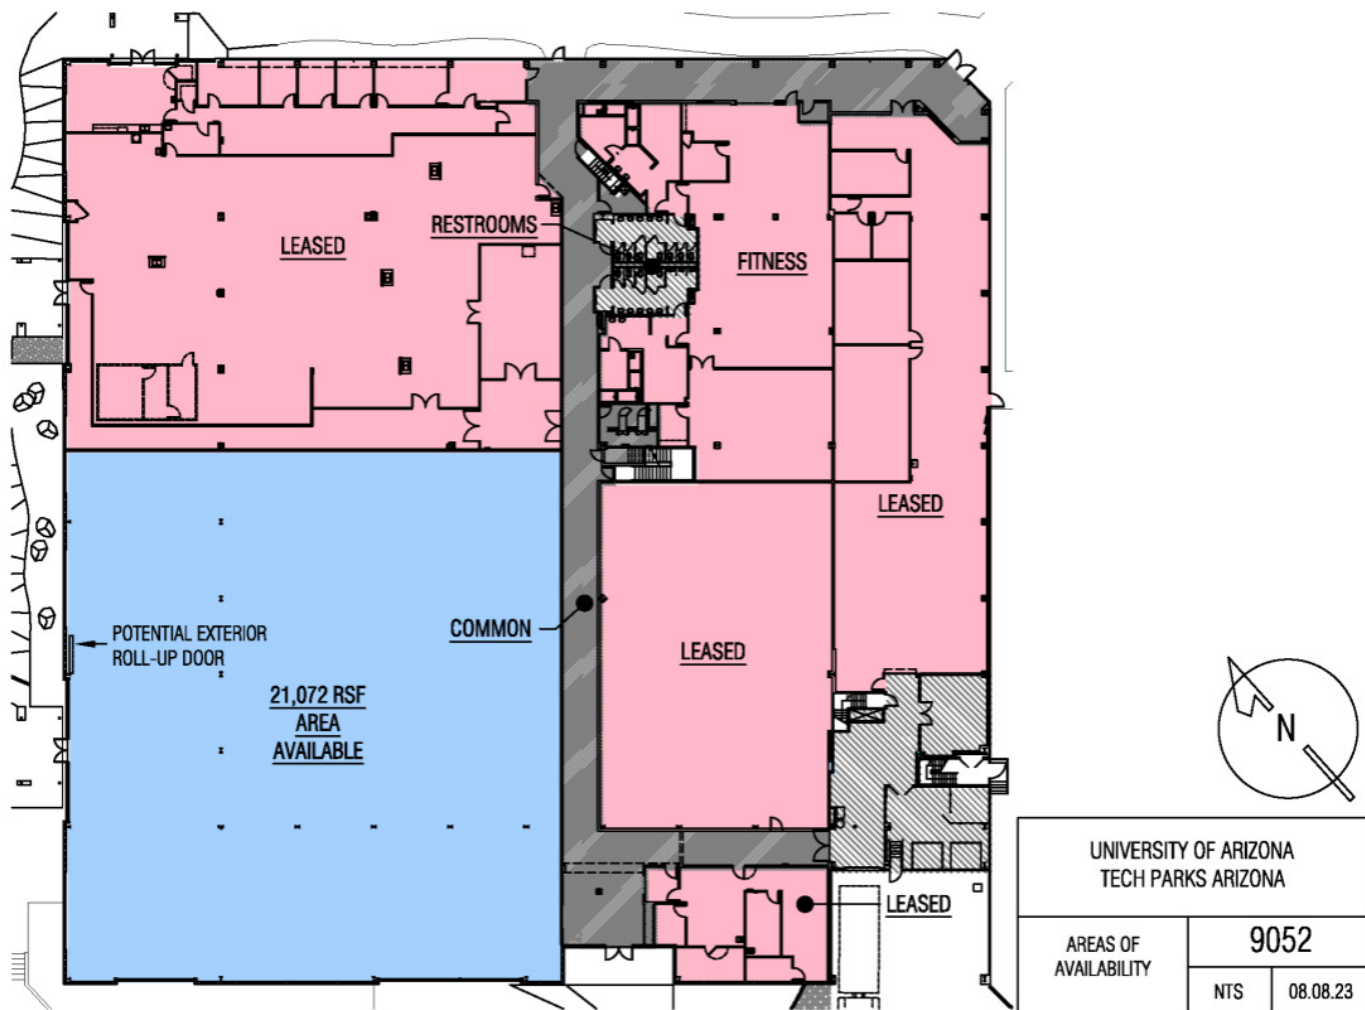 RESTROOMS
LEASED
FITNESS
LEASED
POTENTIAL EXTERIOR
ROLL-UP DOOR
COMMON
LEASED
21,072 RSF
AREA
AVAILABLE
N
LEASED
UNIVERSITY OF ARIZONA
TECH PARKS ARIZONA
AREAS OF
AVAILABILITY
9052
NTS
08.08.23